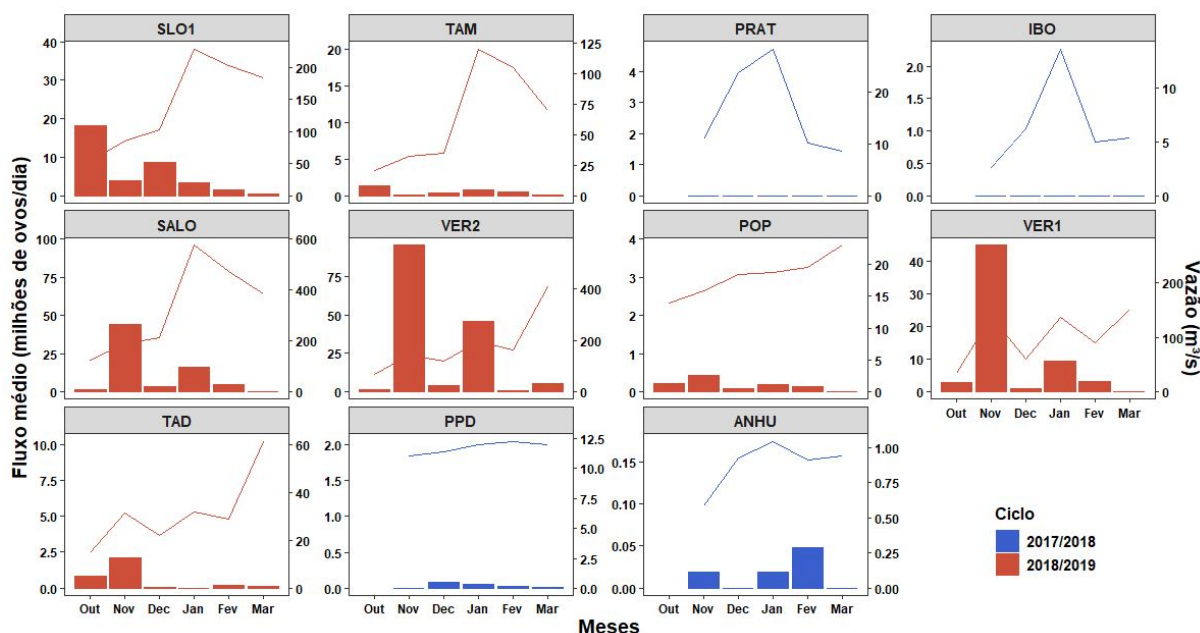 SLO1 TAM PRAT IBO
40 30 20 10 0
200 150 100 50 0
20 15 10 5 0
125 100 75 50 25 0
4 3 2 1 0
20 10 0
2.0 1.5 1.0 0.5 0.0
10 5 0
SALO VER2 POP VER1
100 75 50 25 0
600 400 200 0
75 50 25 0
400 200 0
4 3 2 1 0
20 15 10 5 0
40 30 20 10 0
200 100 0
Out Nov Dec Jan Fev Mar
TAD PPD ANHU
10.0 7.5 5.0 2.5 0.0
60 40 20 0
2.0 1.5 1.0 0.5 0.0
12.5 10.0 7.5 5.0 2.5 0.0
0.15 0.10 0.05 0.00
1.00 0.75 0.50 0.25 0.00
Out Nov Dec Jan Fev Mar
Out Nov Dec Jan Fev Mar
Out Nov Dec Jan Fev Mar
Fluxo médio (milhões de ovos/dia)
Vazão (m³/s)
Meses
Ciclo
2017/2018
2018/2019